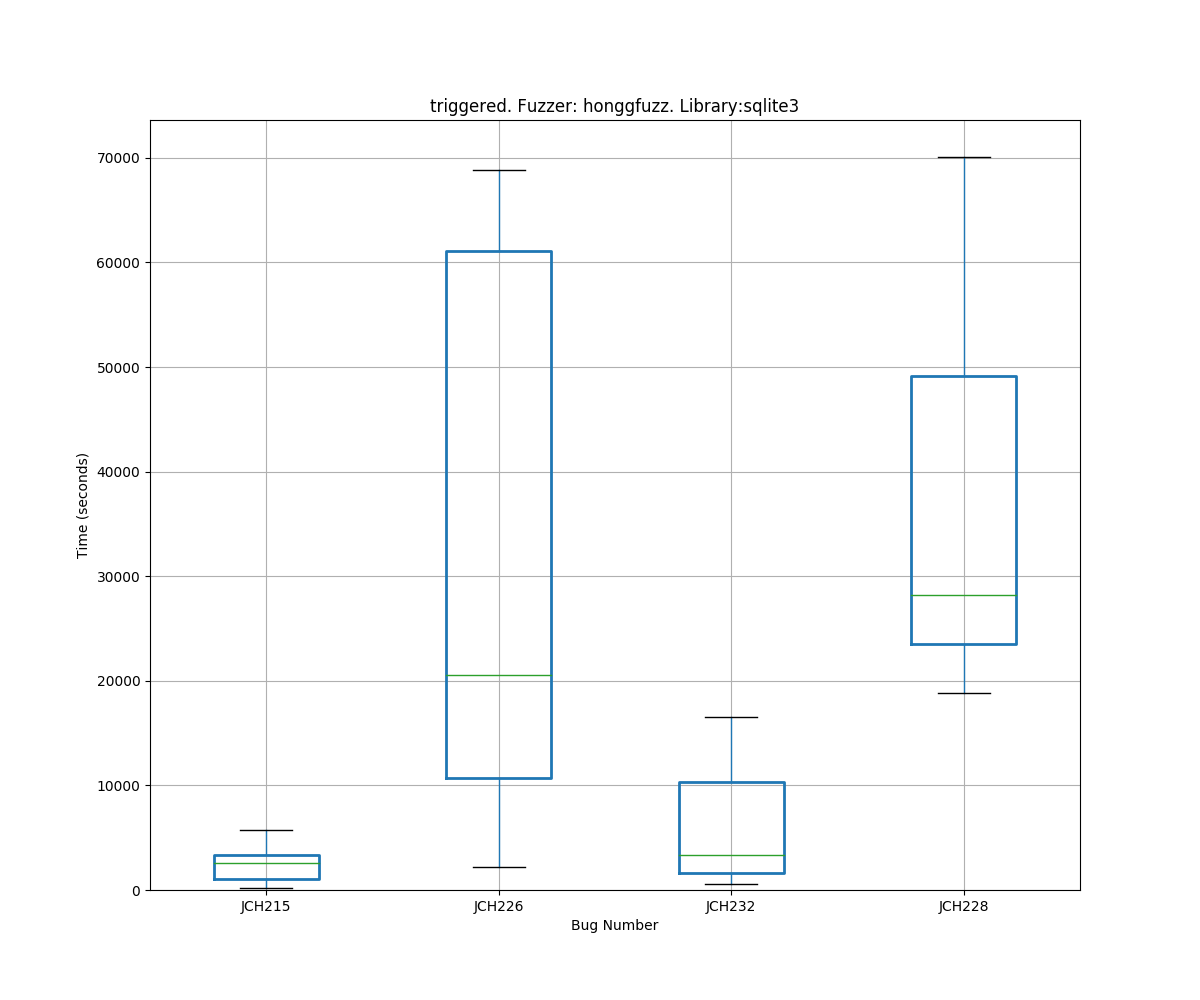 triggered. Fuzzer: honggfuzz. Library:sqlite3
70000
60000
50000
40000
30000
20000
10000
0
Time (seconds)
JCH215 JCH226 JCH232 JCH228
Bug Number